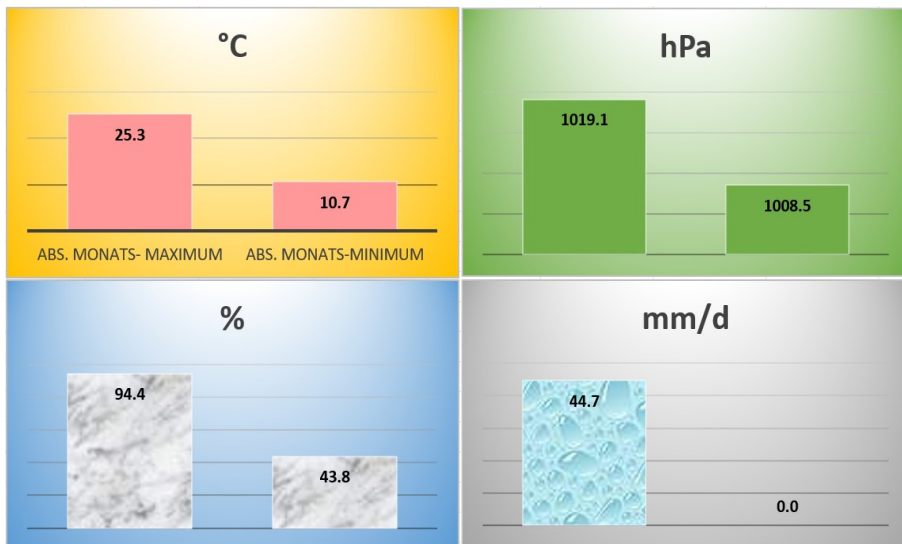 °C
25.3
10.7
ABS. MONATS- MAXIMUM
ABS. MONATS-MINIMUM
hPa
1019.1
1008.5
%
94.4
43.8
mm/d
44.7
0.0